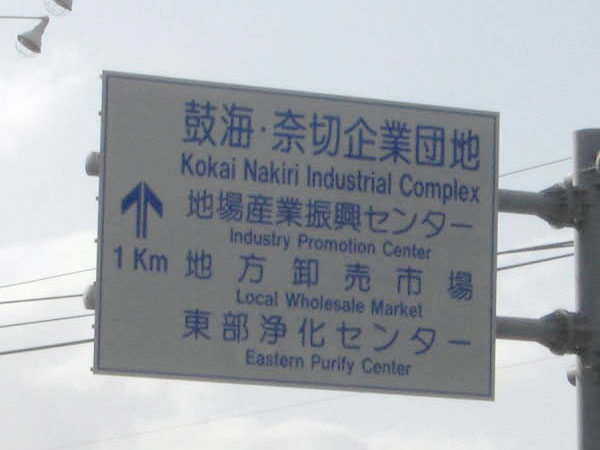 鼓海・奈切企業団地
Kokai Nakiri Industrial Complex
地場産業振興センター
Industry Promotion Center
1 Km
地方卸売市場
Local Wholesale Market
東部浄化センター
Eastern Purify Center